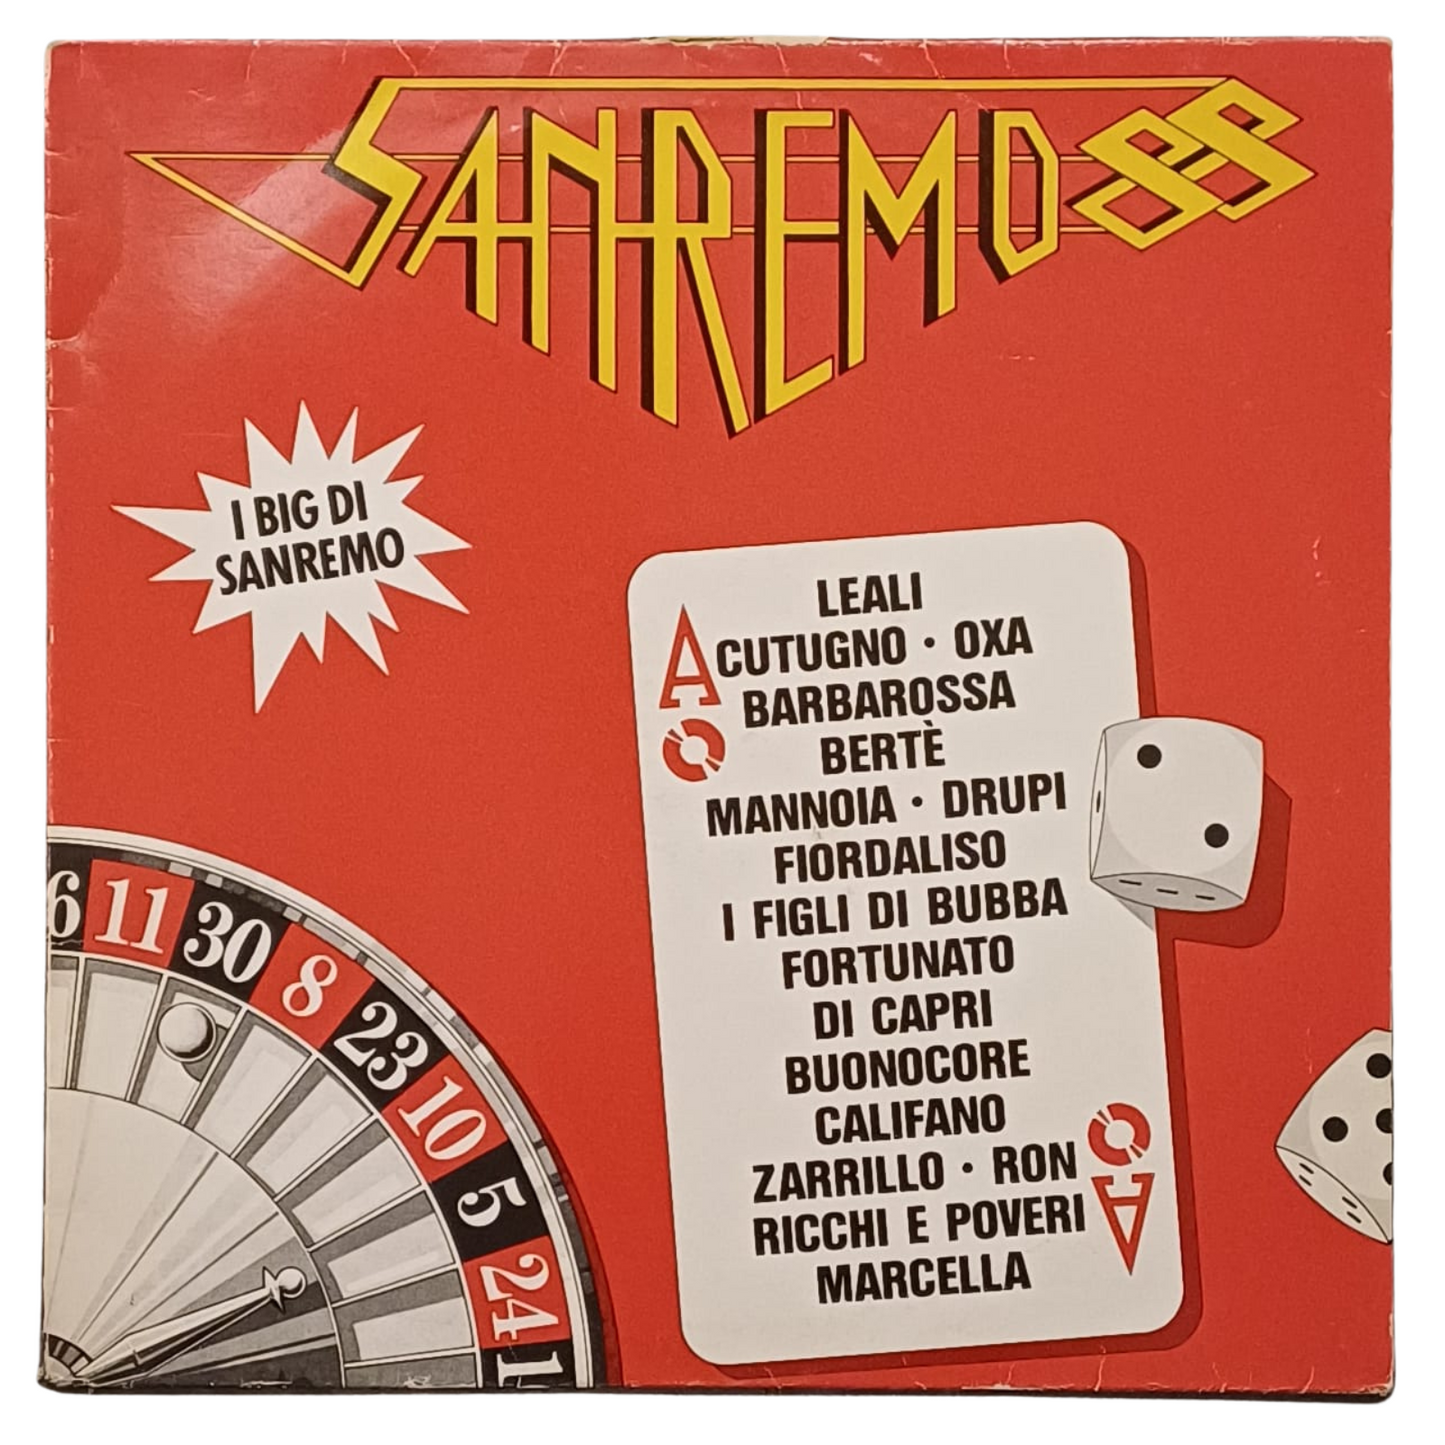 SANREMO 88
I BIG DI
SANREMO
A
LEALI
CUTUGNO · OXA
BARBAROSSA
BERTÈ
MANNOIA · DRUPI
FIORDALISO
I FIGLI DI BUBBA
FORTUNATO
DI CAPRI
BUONOCORE
CALIFANO
ZARRILLO · RON
RICCHI E POVERI
MARCELLA
A
6 11 30 8 23 10 5 24 1